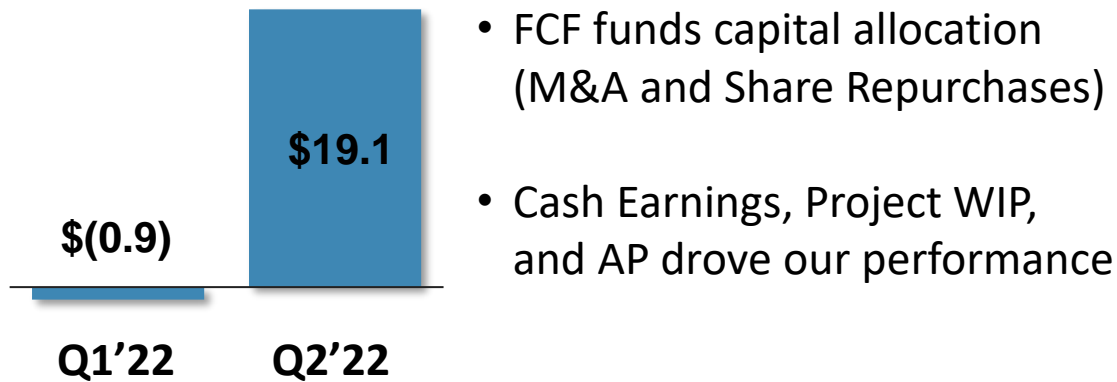 $(0.9)
$19.1
Q1’22
Q2’22
• FCF funds capital allocation
(M&A and Share Repurchases)
• Cash Earnings, Project WIP,
and AP drove our performance